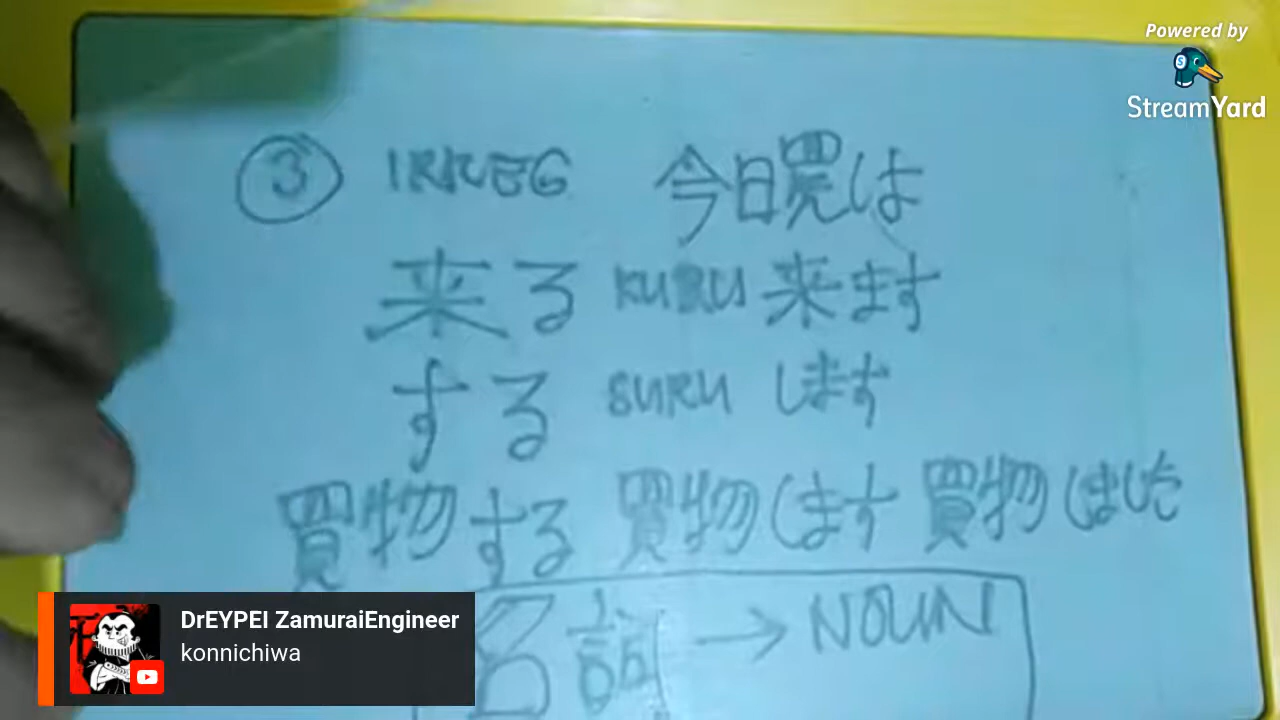 Powered by
StreamYard
③ IRREG 今日買しは
来る KURU 来ます
する SURU します
買物する 買物します 買物しました
名詞 → NOUN
DrEYPEI ZamuraiEngineer
konnichiwa